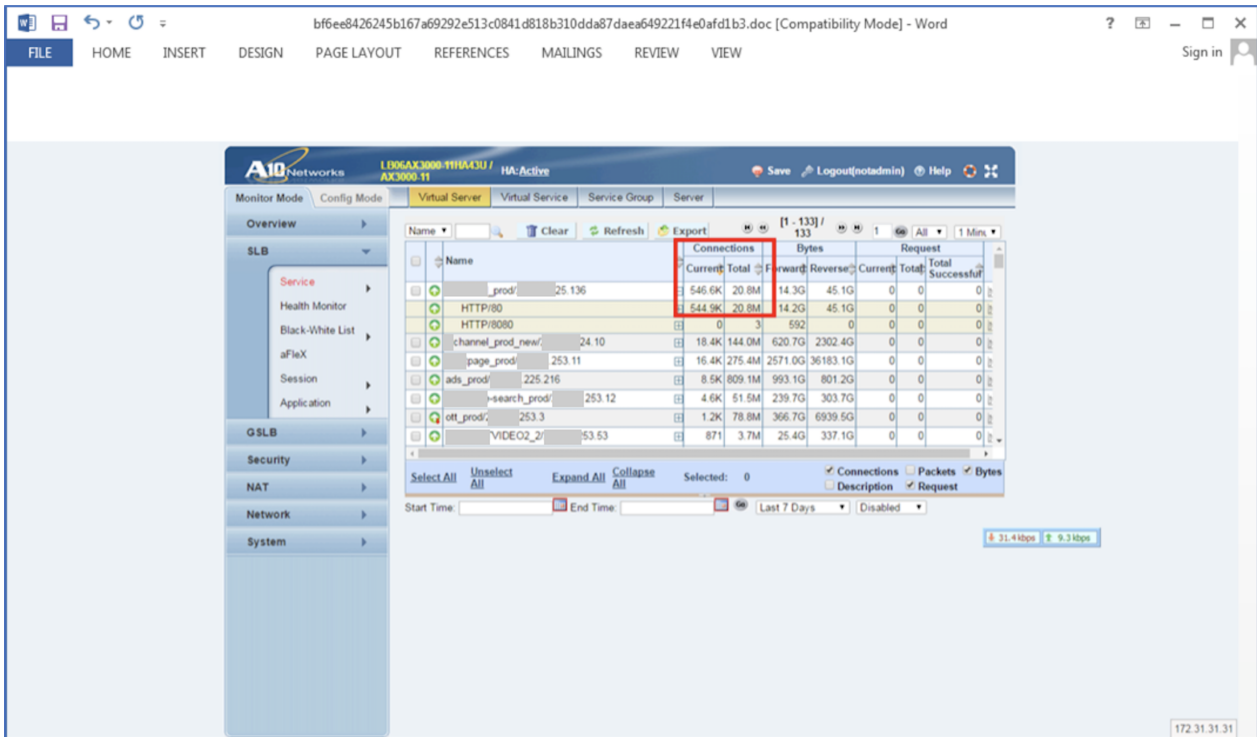 bf6ee8426245b167a69292e513c0841d818b310dda87daea649221f4e0afd1b3.doc [Compatibility Mode] - Word
FILE HOME INSERT DESIGN PAGE LAYOUT REFERENCES MAILINGS REVIEW VIEW Sign in
A10 Networks LB06AX3000-11HA43U / AX3000-11 HA:Active Save Logout(notadmin) Help
Monitor Mode Config Mode Virtual Server Virtual Service Service Group Server
Overview
SLB
Service
Health Monitor
Black-White List
aFleX
Session
Application
GSLB
Security
NAT
Network
System
Name Clear Refresh Export [1 - 133] / 133 1 Go All 1 Minu
Name Connections Bytes Request
Current Total Forward Reverse Current Total Total Successful
_prod/ 25.136 546.6K 20.8M 14.3G 45.1G 0 0 0
HTTP/80 544.9K 20.8M 14.2G 45.1G 0 0 0
HTTP/8080 0 3 592 0 0 0 0
channel_prod_new/ 24.10 18.4K 144.0M 620.7G 2302.4G 0 0 0
page_prod/ .253.11 16.4K 275.4M 2571.0G 36183.1G 0 0 0
ads_prod/ .225.216 8.5K 809.1M 993.1G 801.2G 0 0 0
-search_prod/ .253.12 4.6K 51.5M 239.7G 303.7G 0 0 0
ott_prod/ .253.3 1.2K 78.8M 366.7G 6939.5G 0 0 0
VIDEO2_2/ 53.53 871 3.7M 25.4G 337.1G 0 0 0
Select All Unselect All Expand All Collapse All Selected: 0 Connections Packets Bytes
Description Request
Start Time: End Time: Go Last 7 Days Disabled
31.4 kbps 9.3 kbps
172.31.31.31